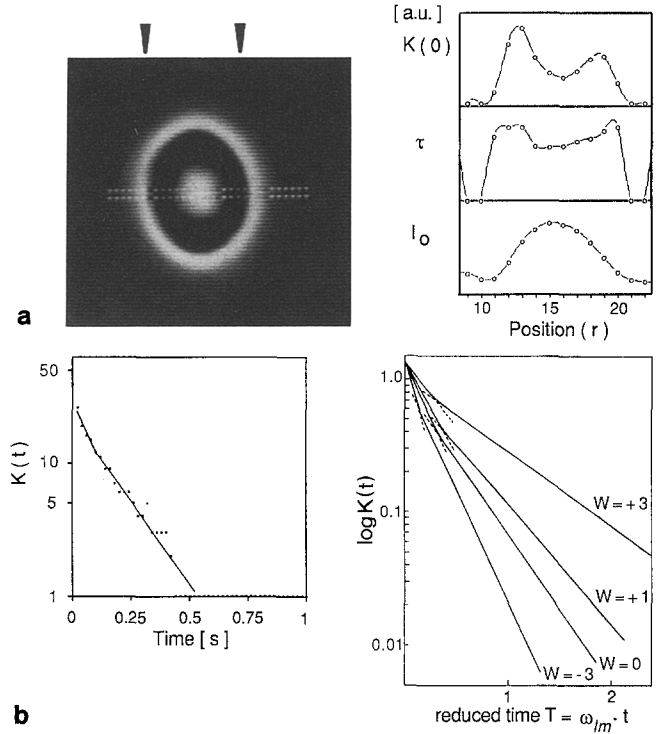 a
[ a.u. ]
K ( 0 )
τ
I₀
10 15 20
Position ( r )
b
50
10
5
1
K ( t )
0 0.25 0.5 0.75 1
Time [ s ]
1.0
0.1
0.01
log K(t)
W = +3
W = +1
W = 0
W = -3
1 2
reduced time T = ωlm · t